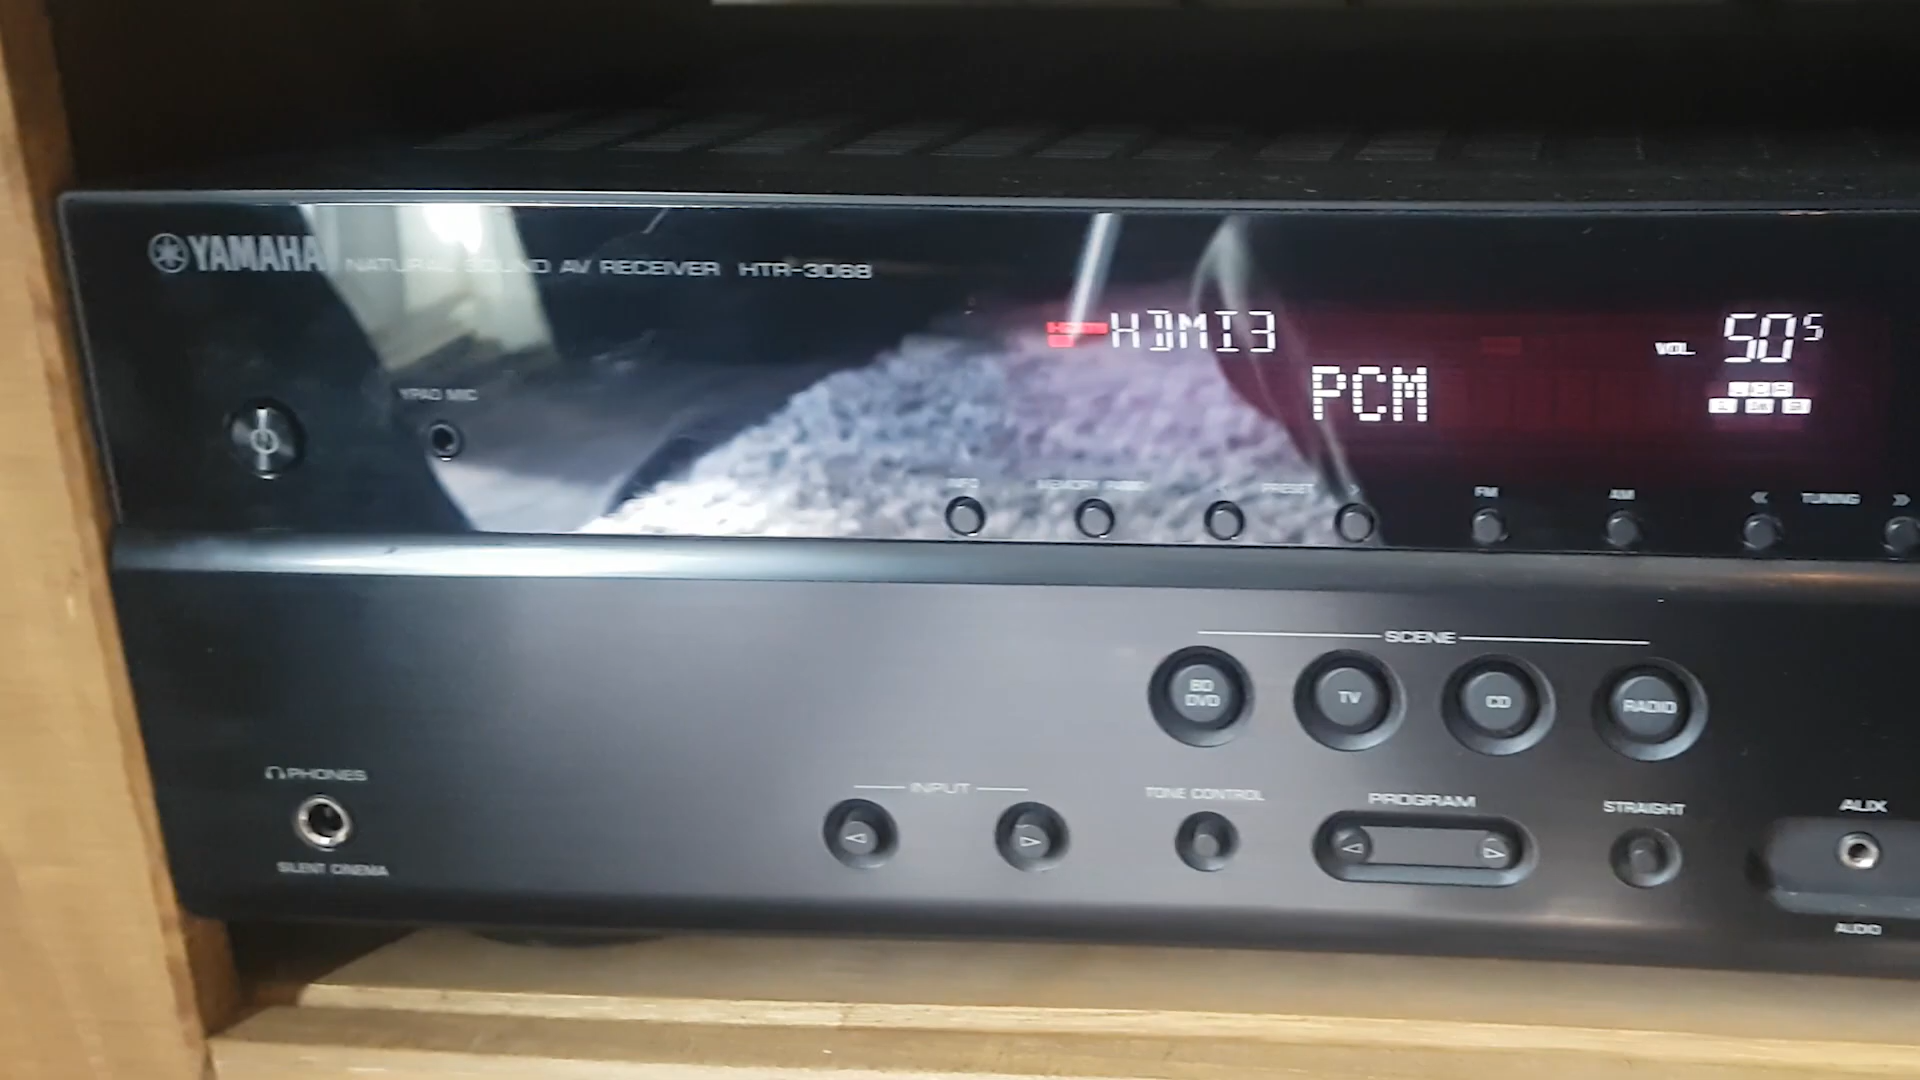 YAMAHA NATURAL SOUND AV RECEIVER HTR-3068
HDMI3
VOL. 50.5
PCM
YPAO MIC
INFO MEMORY PRESET FM AM TUNING
SCENE
BD DVD TV CD RADIO
PHONES
SILENT CINEMA
INPUT TONE CONTROL PROGRAM STRAIGHT AUX
AUDIO